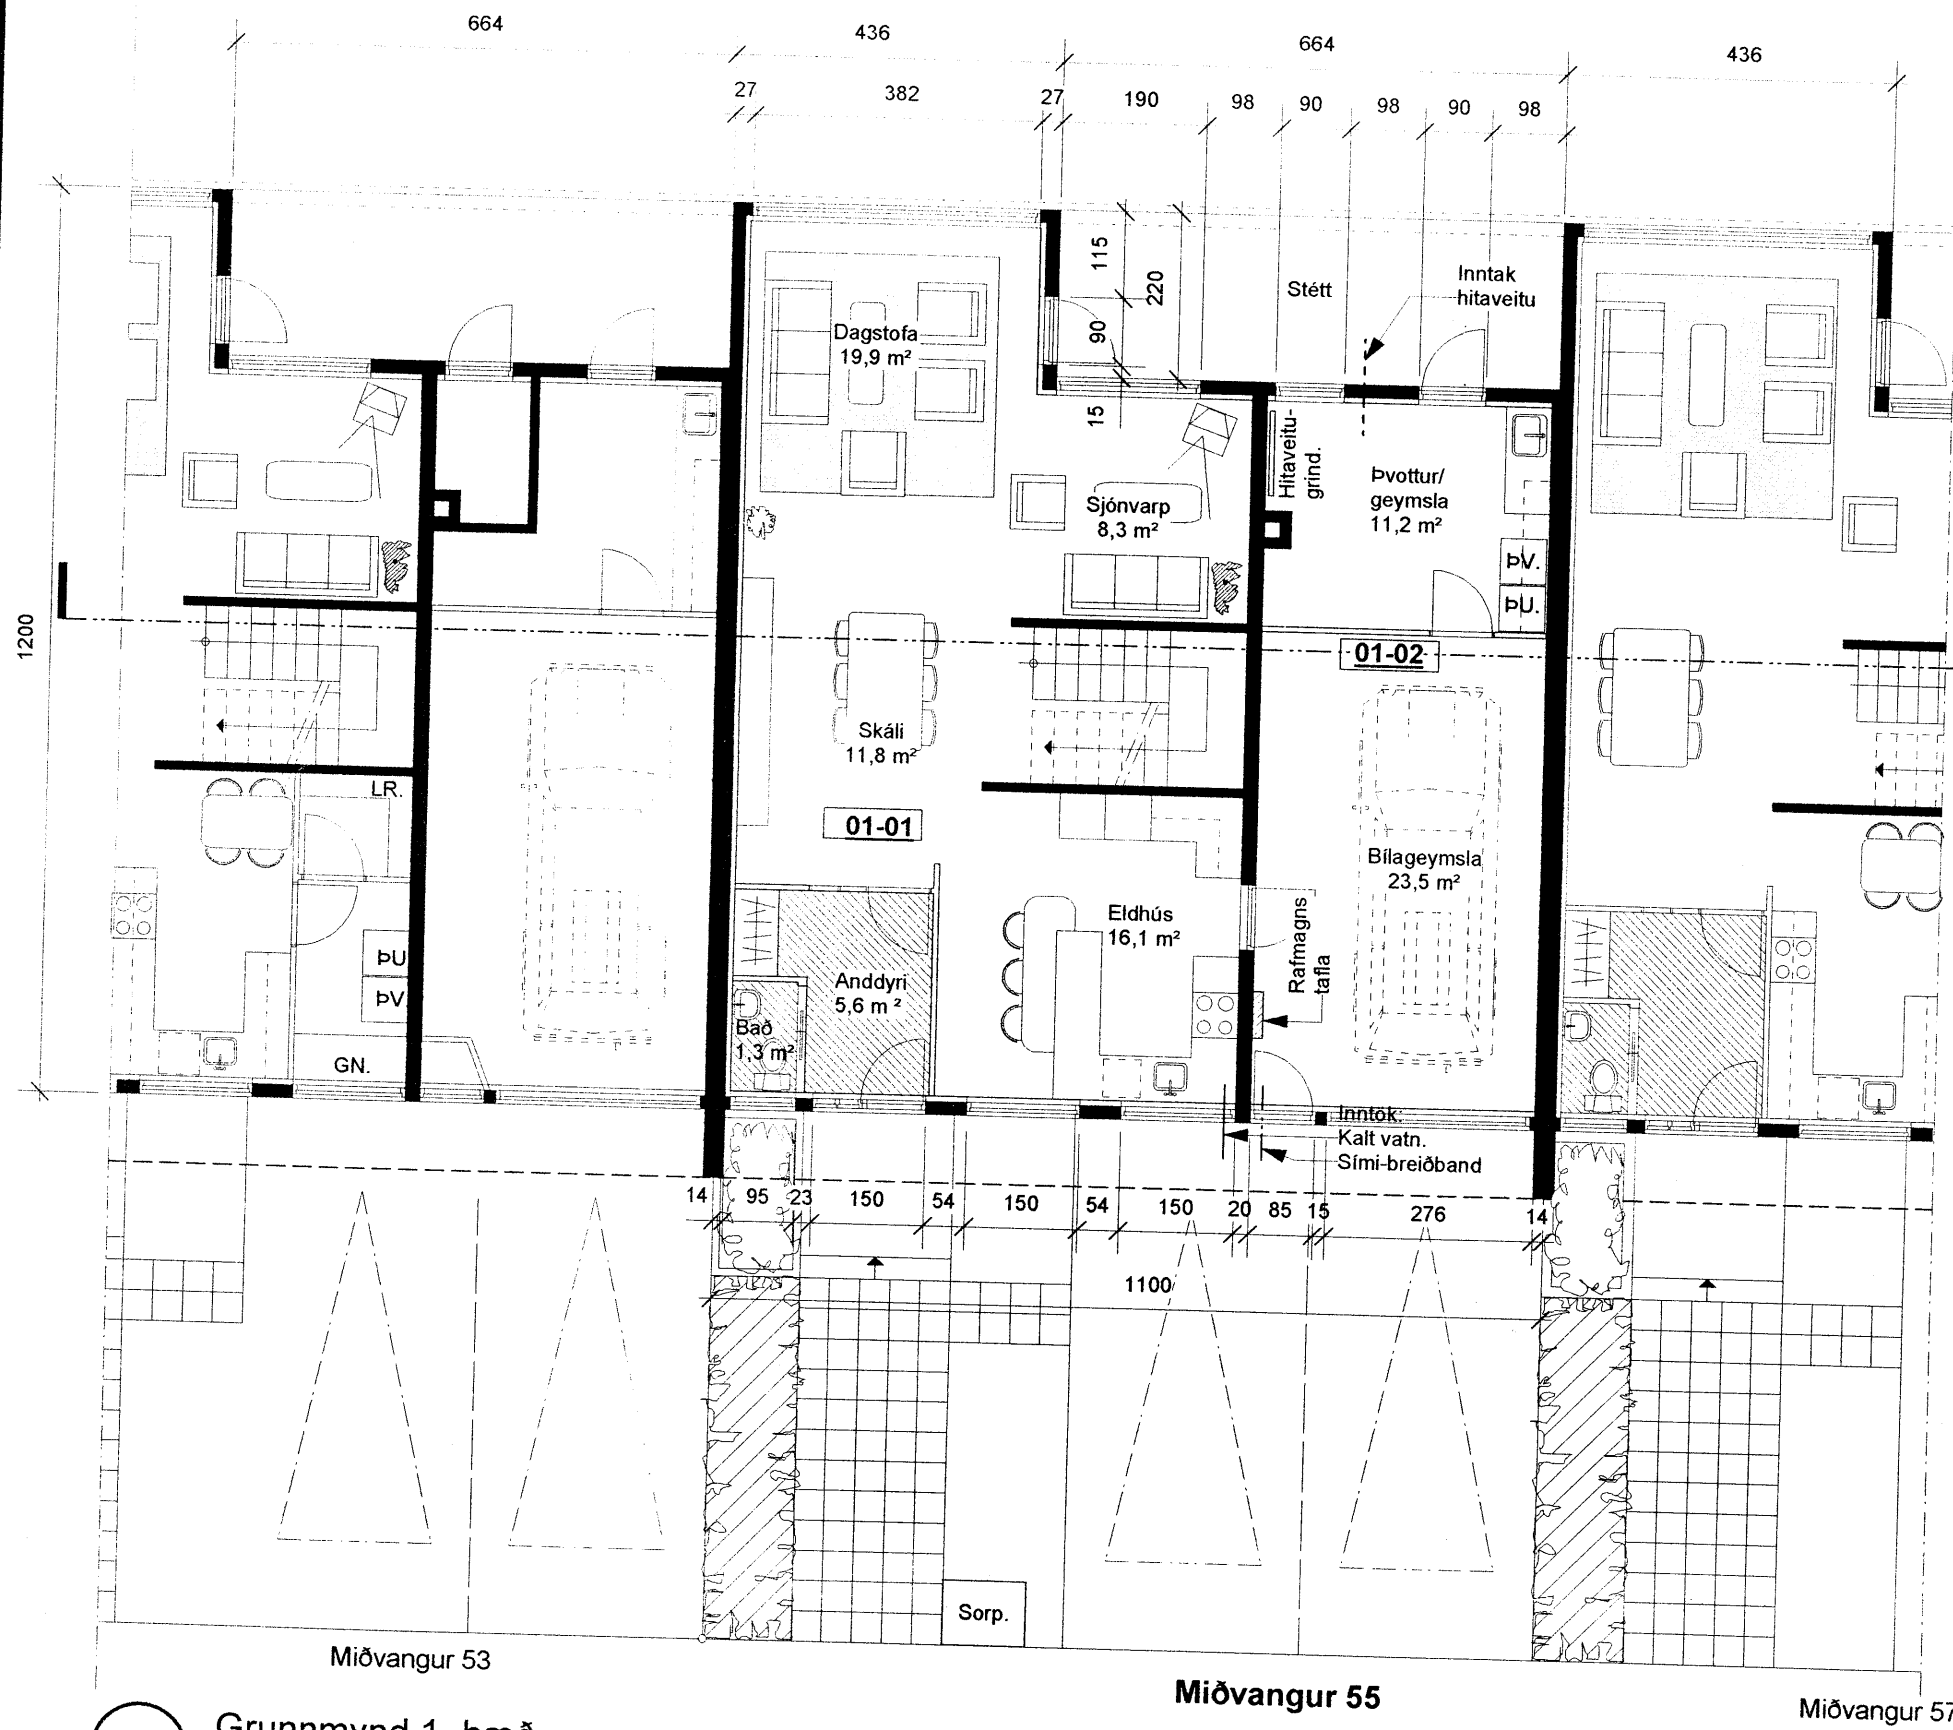 664
436
664
436
27
382
27
190
98
90
98
90
98
115
220
90
15
Stétt
Inntak
hitaveitu
Dagstofa
19,9 m²
Hitaveitu-
grind.
Þvottur/
geymsla
11,2 m²
Sjónvarp
8,3 m²
ÞV.
ÞU.
1200
01-02
Skáli
11,8 m²
LR.
01-01
Bílageymsla
23,5 m²
Eldhús
16,1 m²
Rafmagns
tafla
ÞU
ÞV
Anddyri
5,6 m²
Bað
1,3 m²
GN.
Inntök:
Kalt vatn.
Sími-breiðband
14
95
23
150
54
150
54
150
20
85
15
276
14
1100
Sorp.
Miðvangur 53
Miðvangur 55
Miðvangur 57
Grunnmynd 1. hæð